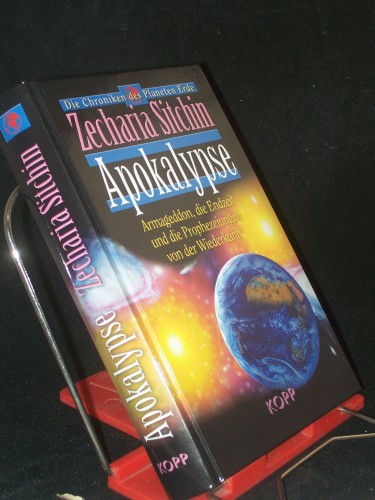 Die Chroniken des Planeten Erde
Zecharia Sitchin
Apokalypse
Armageddon, die Endzeit
und die Prophezeiungen
von der Wiederkunft
KOPP
Zecharia Sitchin
Apokalypse
KOPP